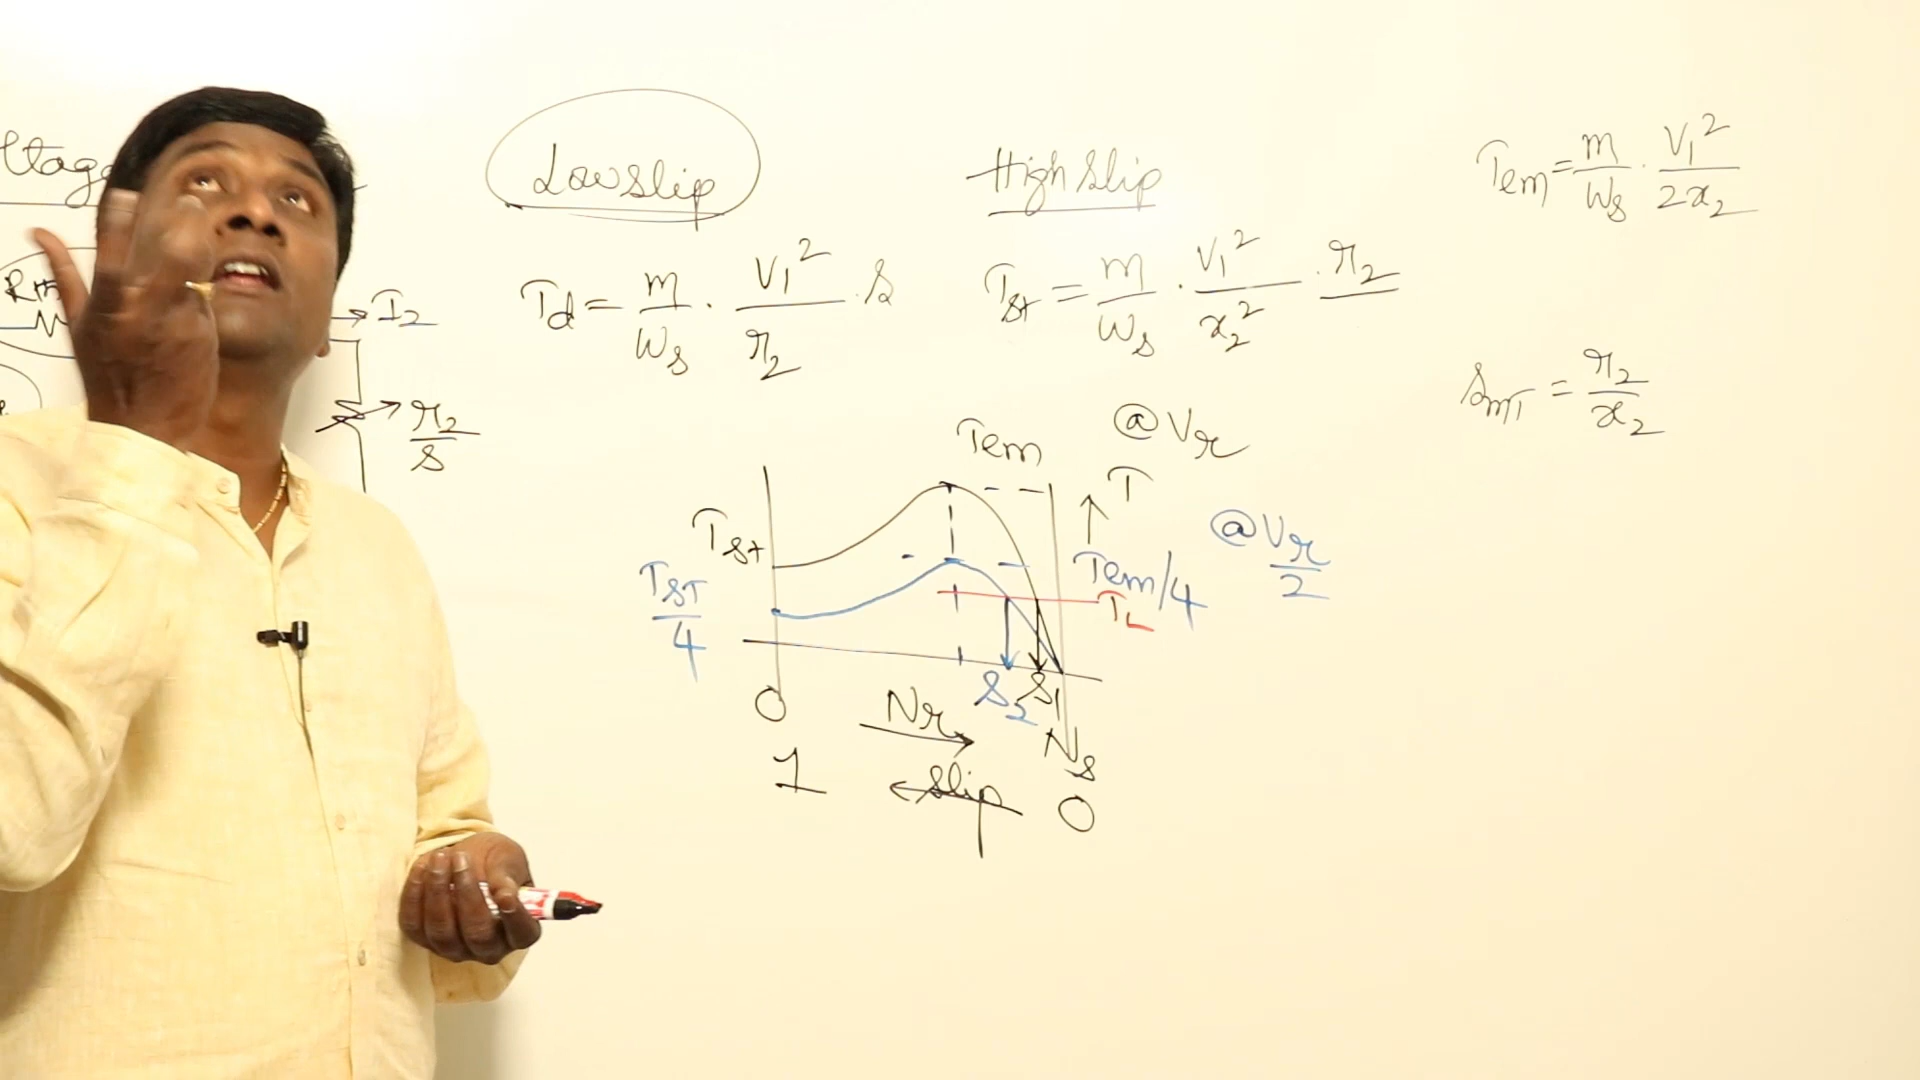 ltage
Low slip
High slip
Tem = m/Ws · V1²/2x2
Td = m/Ws · V1²/r2 · s
Tst = m/Ws · V1²/x2² · r2
I2
r2/s
SmT = r2/x2
@Vr
Tem
T
Tst
@Vr/2
Tem/4
TST/4
TL
s2 s1
0 Nr Ns
1 slip 0